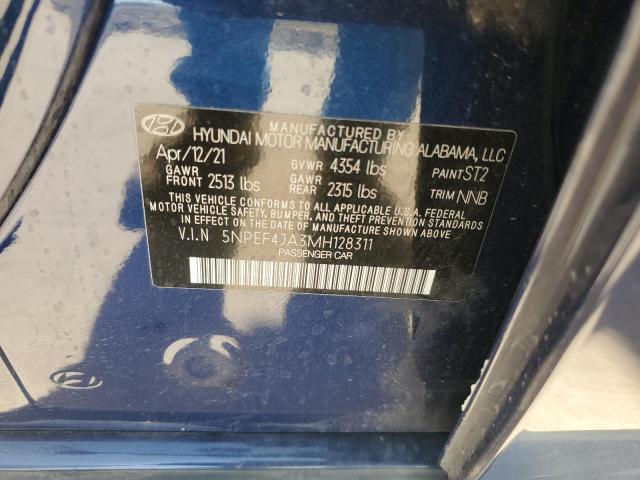 MANUFACTURED BY
HYUNDAI MOTOR MANUFACTURING ALABAMA, LLC
Apr/12/21 GVWR 4354 lbs PAINT ST2
GAWR FRONT 2513 lbs GAWR REAR 2315 lbs TRIM NNB
THIS VEHICLE CONFORMS TO ALL APPLICABLE U.S.A. FEDERAL
MOTOR VEHICLE SAFETY, BUMPER, AND THEFT PREVENTION STANDARDS
IN EFFECT ON THE DATE OF MANUFACTURE SHOWN ABOVE.
V.I.N 5NPEF4JA3MH128311
PASSENGER CAR